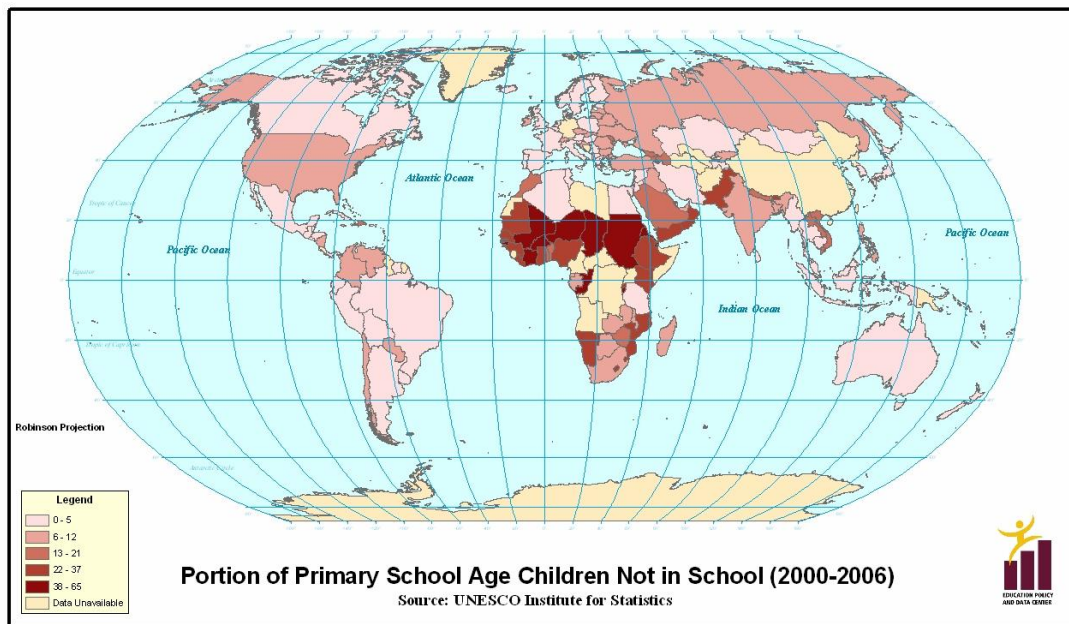 Atlantic Ocean
Pacific Ocean
Pacific Ocean
Equator
Indian Ocean
Robinson Projection
Legend
0 - 5
6 - 12
13 - 21
22 - 37
38 - 65
Data Unavailable
Portion of Primary School Age Children Not in School (2000-2006)
Source: UNESCO Institute for Statistics
EDUCATION POLICY
AND DATA CENTER